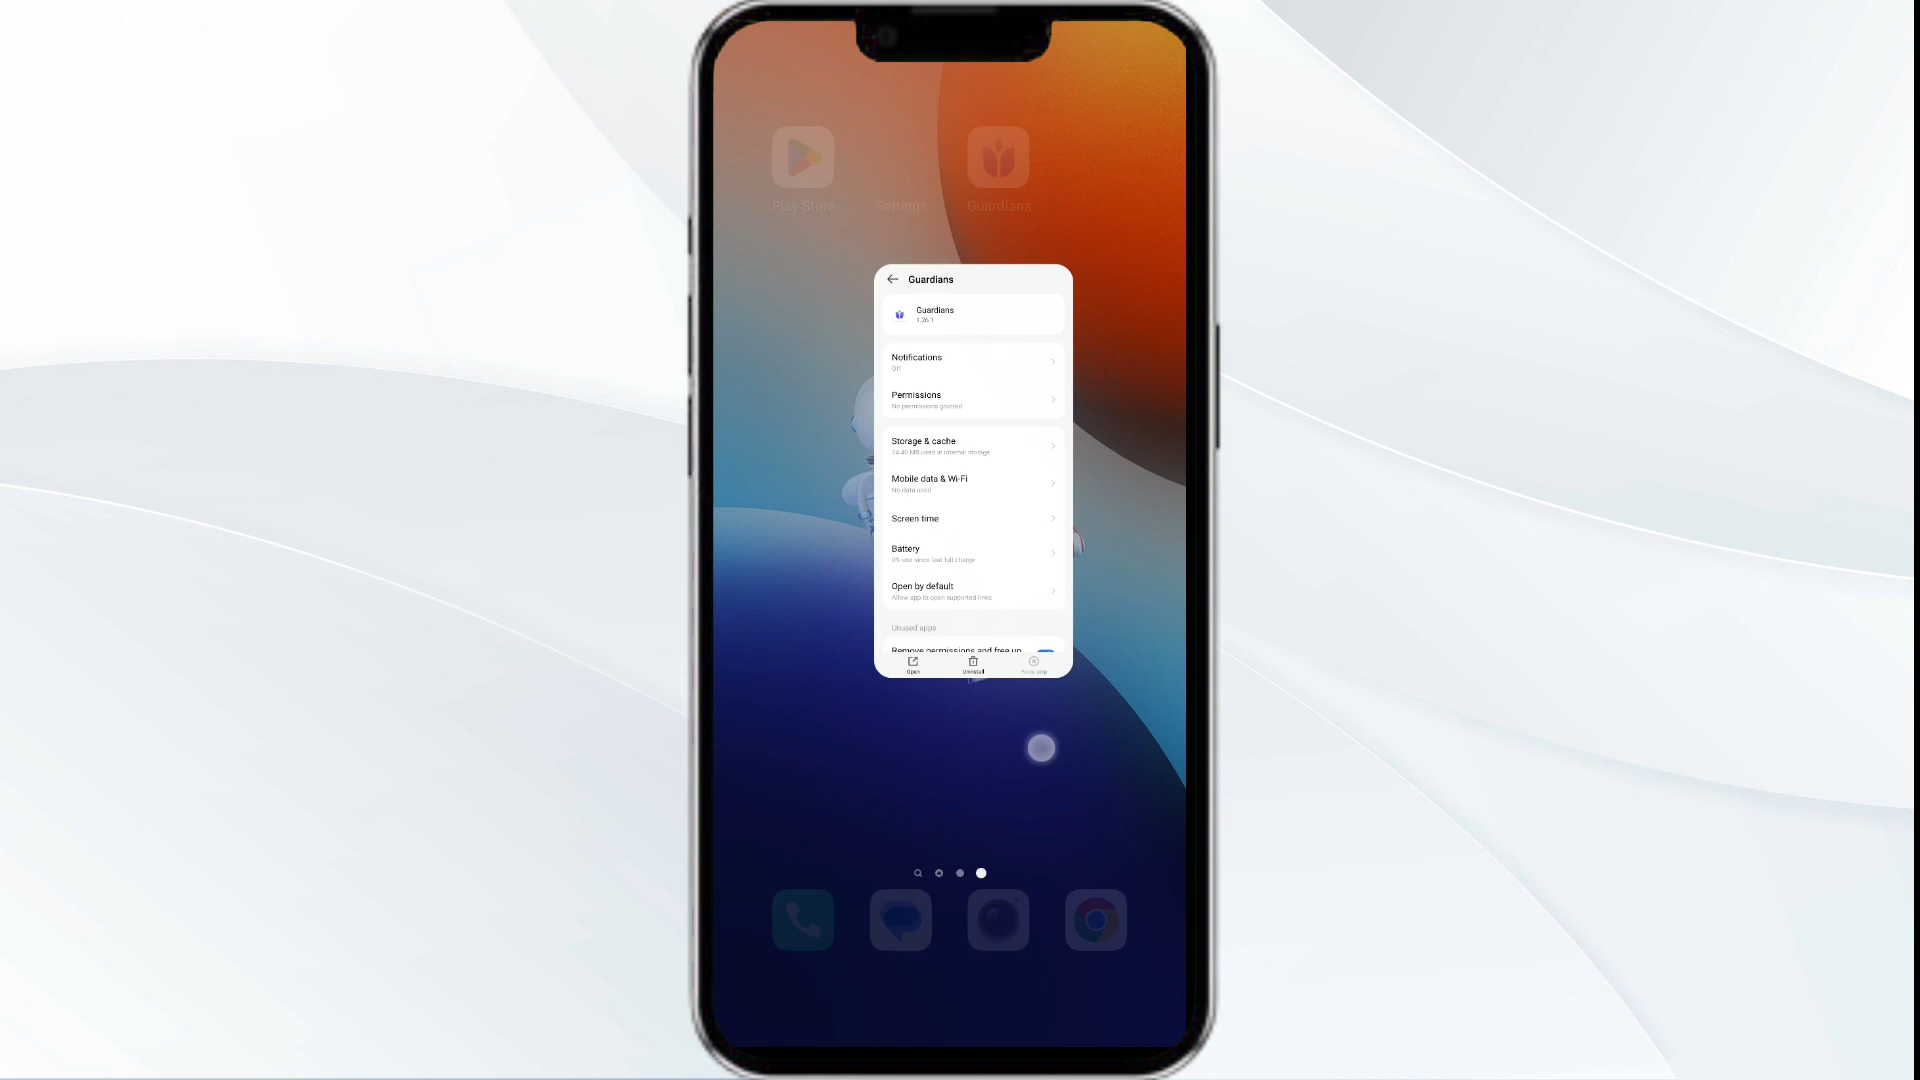 Play Store
Settings
Guardians
Guardians
Guardians
1.26.1
Notifications
Off
Permissions
No permissions granted
Storage & cache
24.40 MB used in internal storage
Mobile data & Wi-Fi
No data used
Screen time
Battery
0% use since last full charge
Open by default
Allow app to open supported links
Unused apps
Remove permissions and free up
Open
Uninstall
Force stop